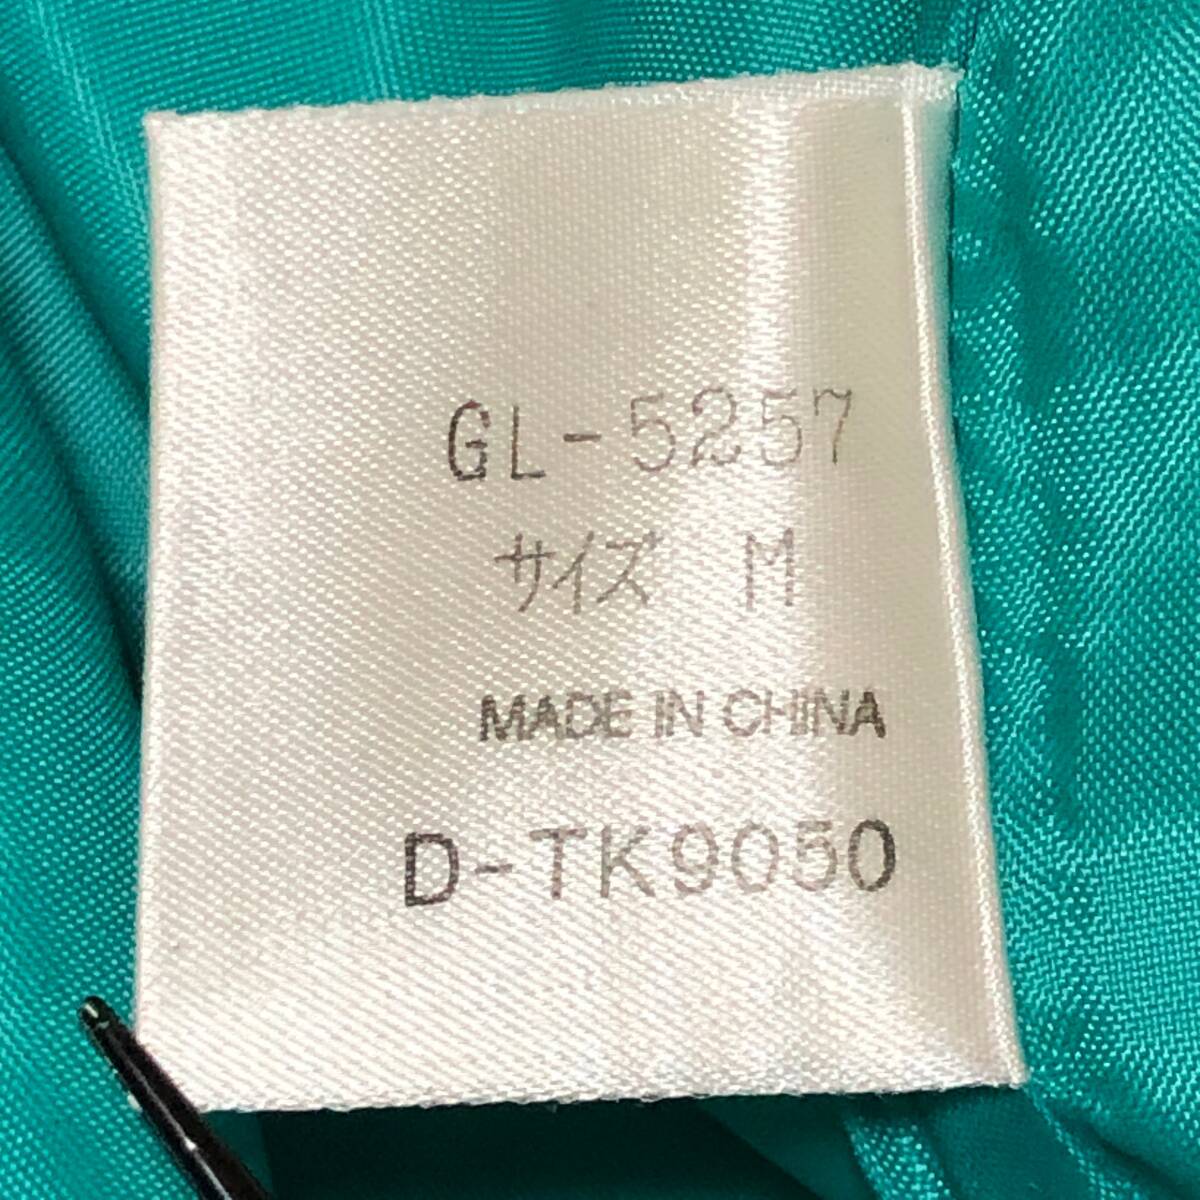 GL-5257
サイズ M
MADE IN CHINA
D-TK9050